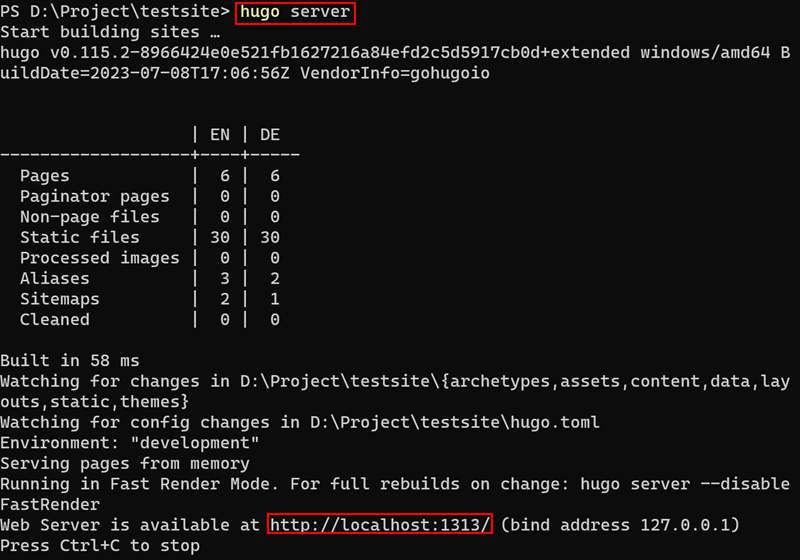 PS D:\Project\testsite> hugo server
Start building sites …
hugo v0.115.2-8966424e0e521fb1627216a84efd2c5d5917cb0d+extended windows/amd64 B
uildDate=2023-07-08T17:06:56Z VendorInfo=gohugoio
                   | EN | DE
-------------------+----+-----
  Pages            |  6 |  6
  Paginator pages  |  0 |  0
  Non-page files   |  0 |  0
  Static files     | 30 | 30
  Processed images |  0 |  0
  Aliases          |  3 |  2
  Sitemaps         |  2 |  1
  Cleaned          |  0 |  0
Built in 58 ms
Watching for changes in D:\Project\testsite\{archetypes,assets,content,data,lay
outs,static,themes}
Watching for config changes in D:\Project\testsite\hugo.toml
Environment: "development"
Serving pages from memory
Running in Fast Render Mode. For full rebuilds on change: hugo server --disable
FastRender
Web Server is available at http://localhost:1313/ (bind address 127.0.0.1)
Press Ctrl+C to stop